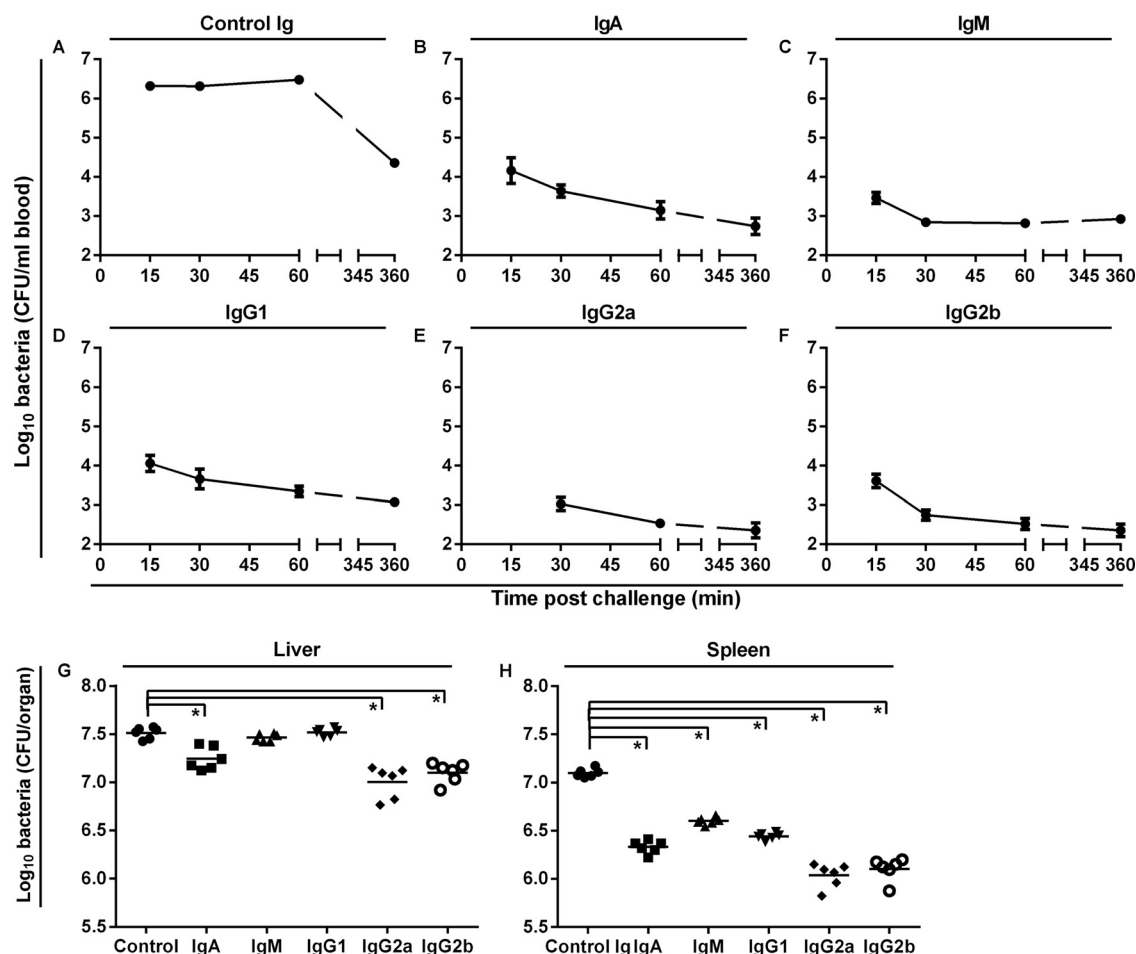 Control Ig IgA IgM
A B C
7 7 7
6 6 6
5 5 5
4 4 4
3 3 3
2 2 2
0 15 30 45 60 345 360 0 15 30 45 60 345 360 0 15 30 45 60 345 360
Log10 bacteria (CFU/ml blood)
IgG1 IgG2a IgG2b
D E F
7 7 7
6 6 6
5 5 5
4 4 4
3 3 3
2 2 2
0 15 30 45 60 345 360 0 15 30 45 60 345 360 0 15 30 45 60 345 360
Time post challenge (min)
Liver Spleen
G H
Log10 bacteria (CFU/organ)
8.0 8.0
* * * * * * * *
7.5 7.5
7.0 7.0
6.5 6.5
6.0 6.0
5.5 5.5
Control IgA IgM IgG1 IgG2a IgG2b Control Ig IgA IgM IgG1 IgG2a IgG2b